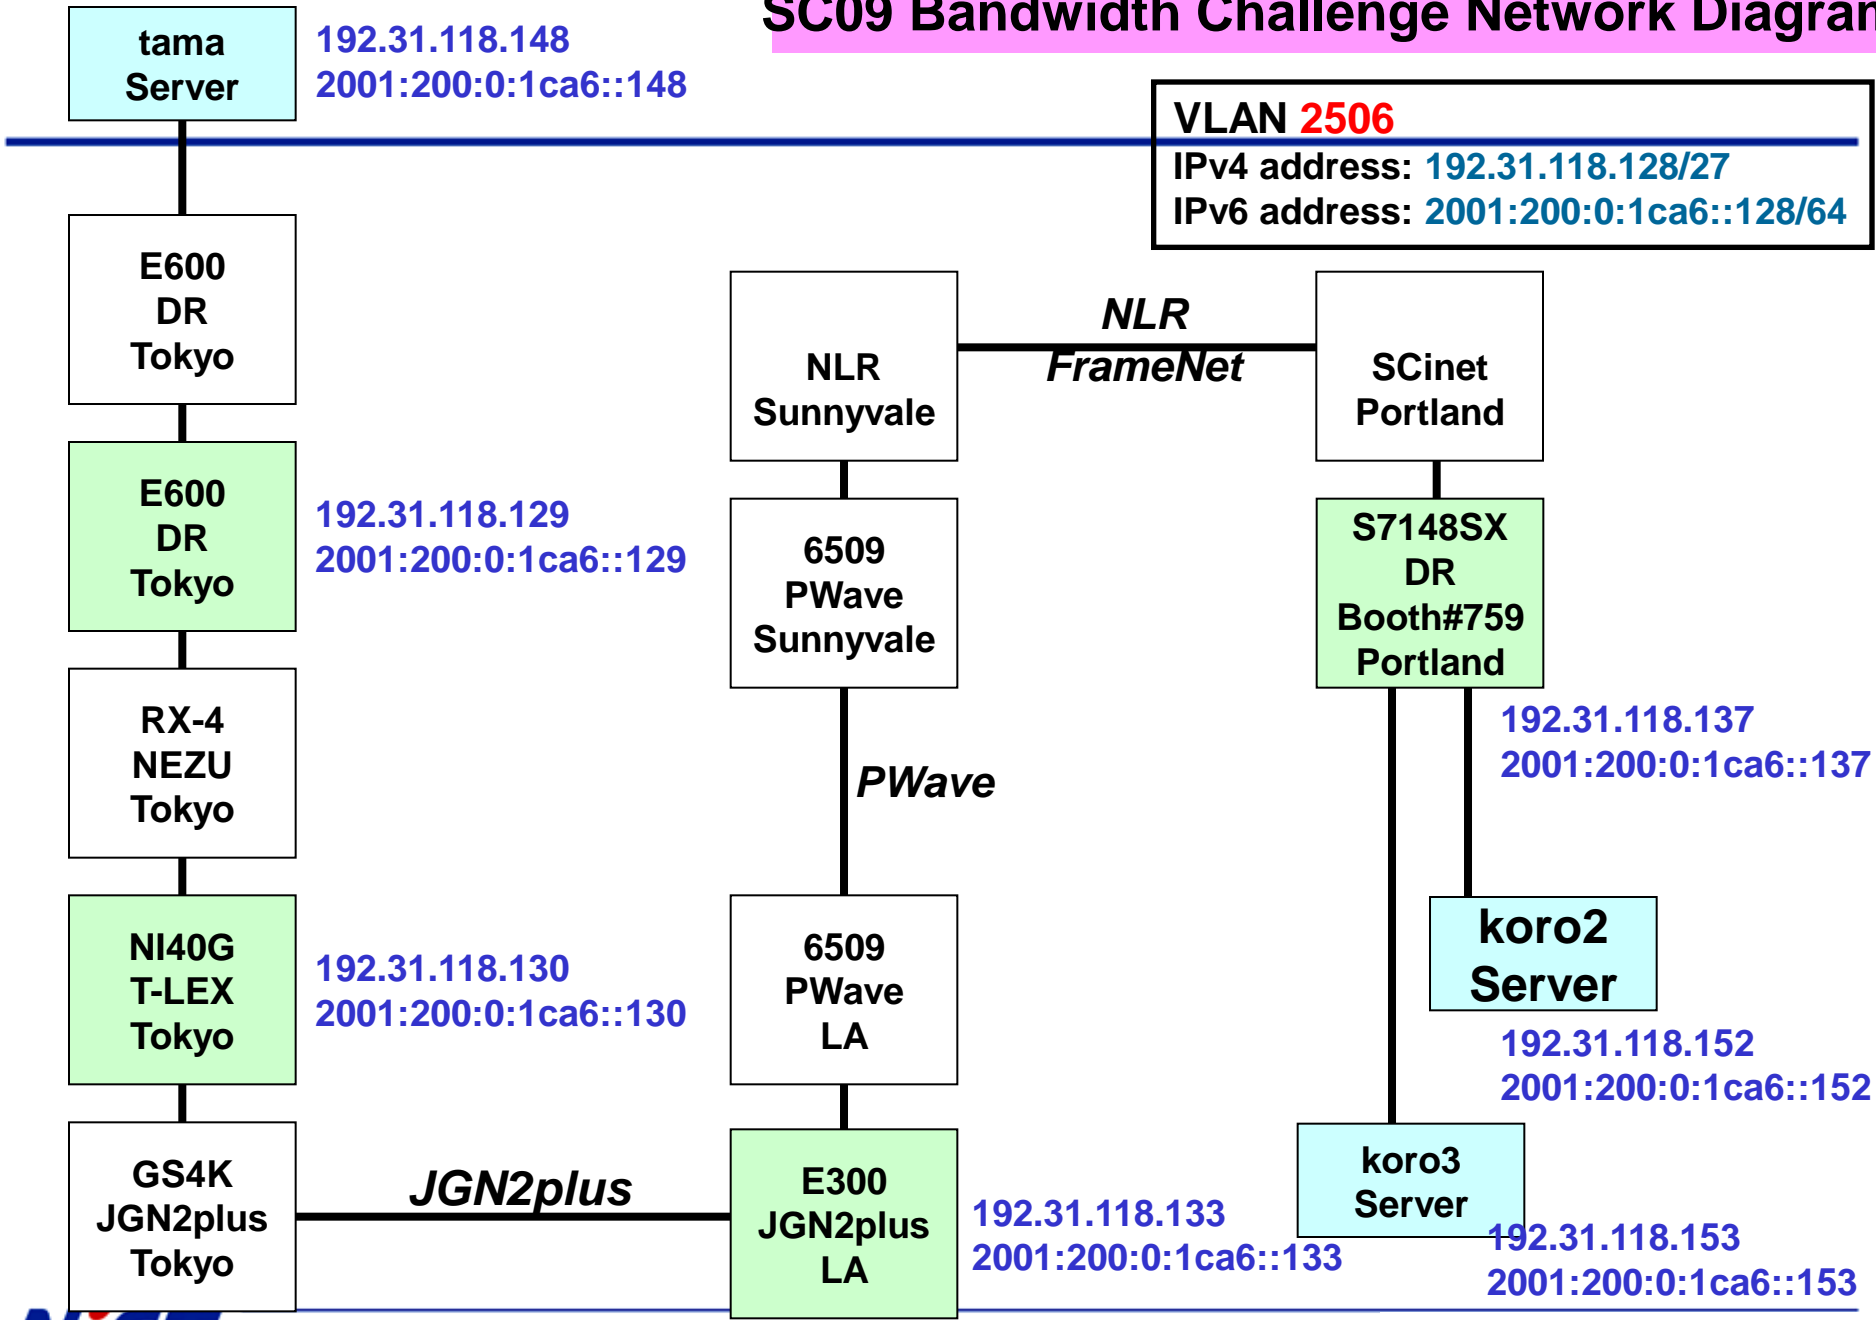 SC09 Bandwidth Challenge Network Diagram
tama
Server
192.31.118.148
2001:200:0:1ca6::148
VLAN 2506
IPv4 address: 192.31.118.128/27
IPv6 address: 2001:200:0:1ca6::128/64
E600
DR
Tokyo
E600
DR
Tokyo
192.31.118.129
2001:200:0:1ca6::129
RX-4
NEZU
Tokyo
NI40G
T-LEX
Tokyo
192.31.118.130
2001:200:0:1ca6::130
GS4K
JGN2plus
Tokyo
JGN2plus
NLR
Sunnyvale
6509
PWave
Sunnyvale
PWave
6509
PWave
LA
E300
JGN2plus
LA
192.31.118.133
2001:200:0:1ca6::133
NLR
FrameNet
SCinet
Portland
S7148SX
DR
Booth#759
Portland
192.31.118.137
2001:200:0:1ca6::137
koro2
Server
192.31.118.152
2001:200:0:1ca6::152
koro3
Server
192.31.118.153
2001:200:0:1ca6::153